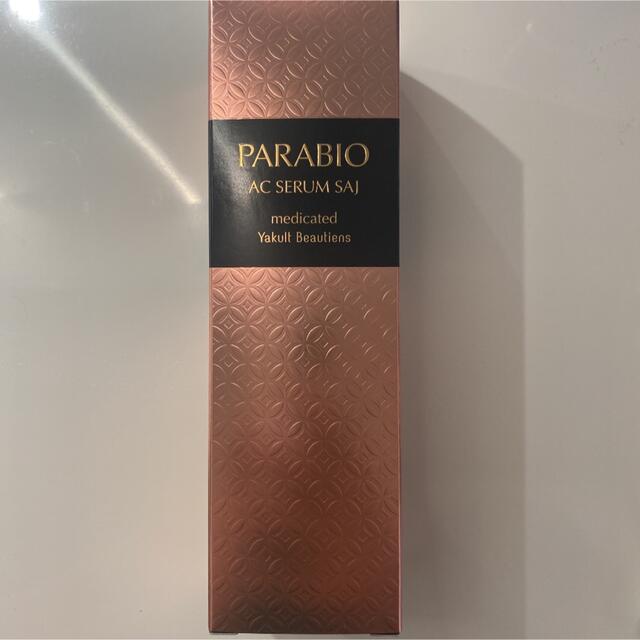 PARABIO
AC SERUM SAJ
medicated
Yakult Beautiens